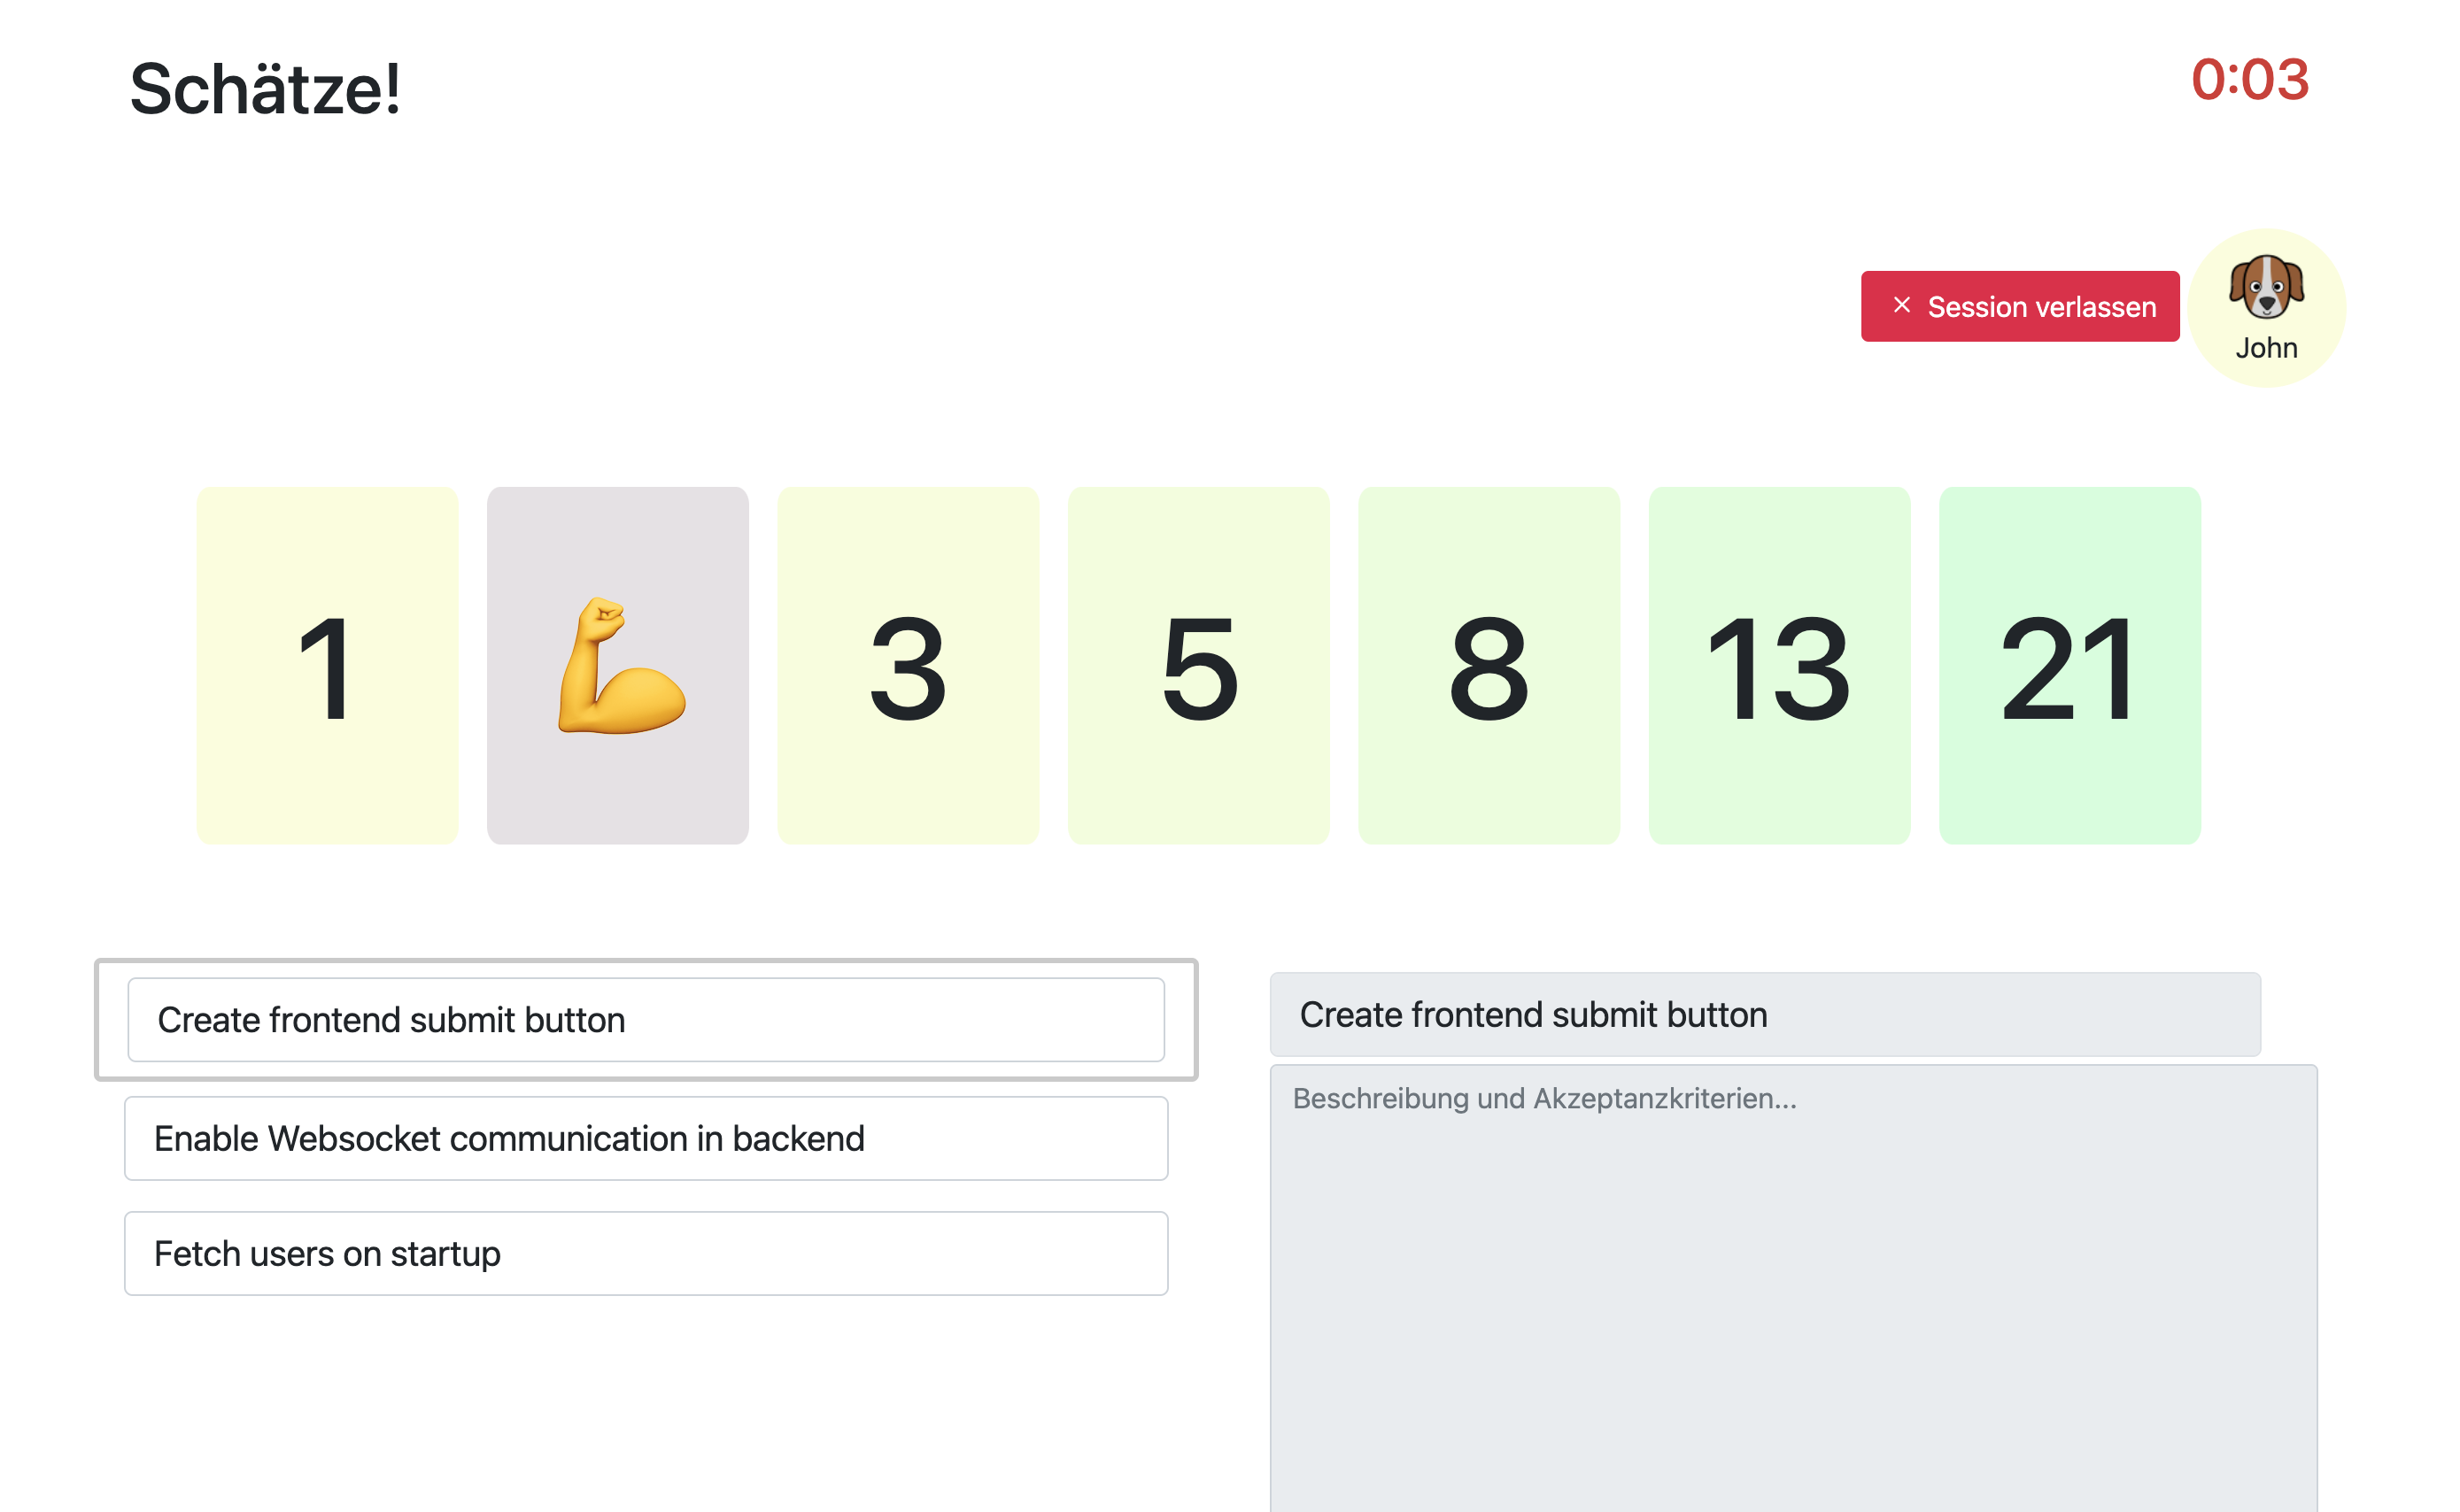 Schätze!
0:03
Session verlassen
John
1
3
5
8
13
21
Create frontend submit button
Enable Websocket communication in backend
Fetch users on startup
Create frontend submit button
Beschreibung und Akzeptanzkriterien...